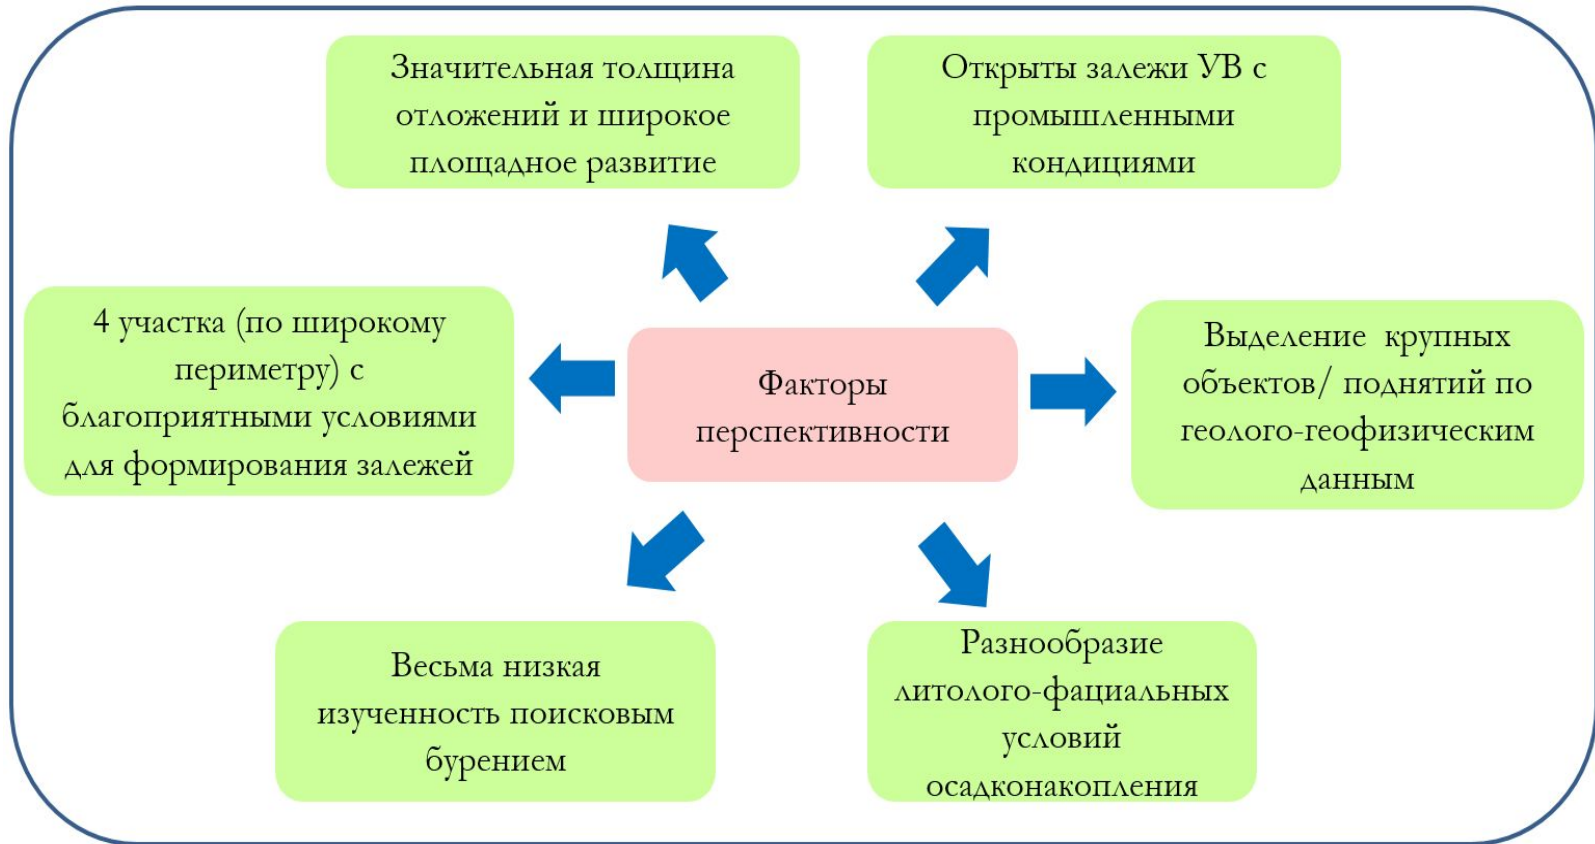 Значительная толщина
отложений и широкое
площадное развитие
Открыты залежи УВ с
промышленными
кондициями
4 участка (по широкому
периметру) с
благоприятными условиями
для формирования залежей
Факторы
перспективности
Выделение крупных
объектов/ поднятий по
геолого-геофизическим
данным
Весьма низкая
изученность поисковым
бурением
Разнообразие
литолого-фациальных
условий
осадконакопления